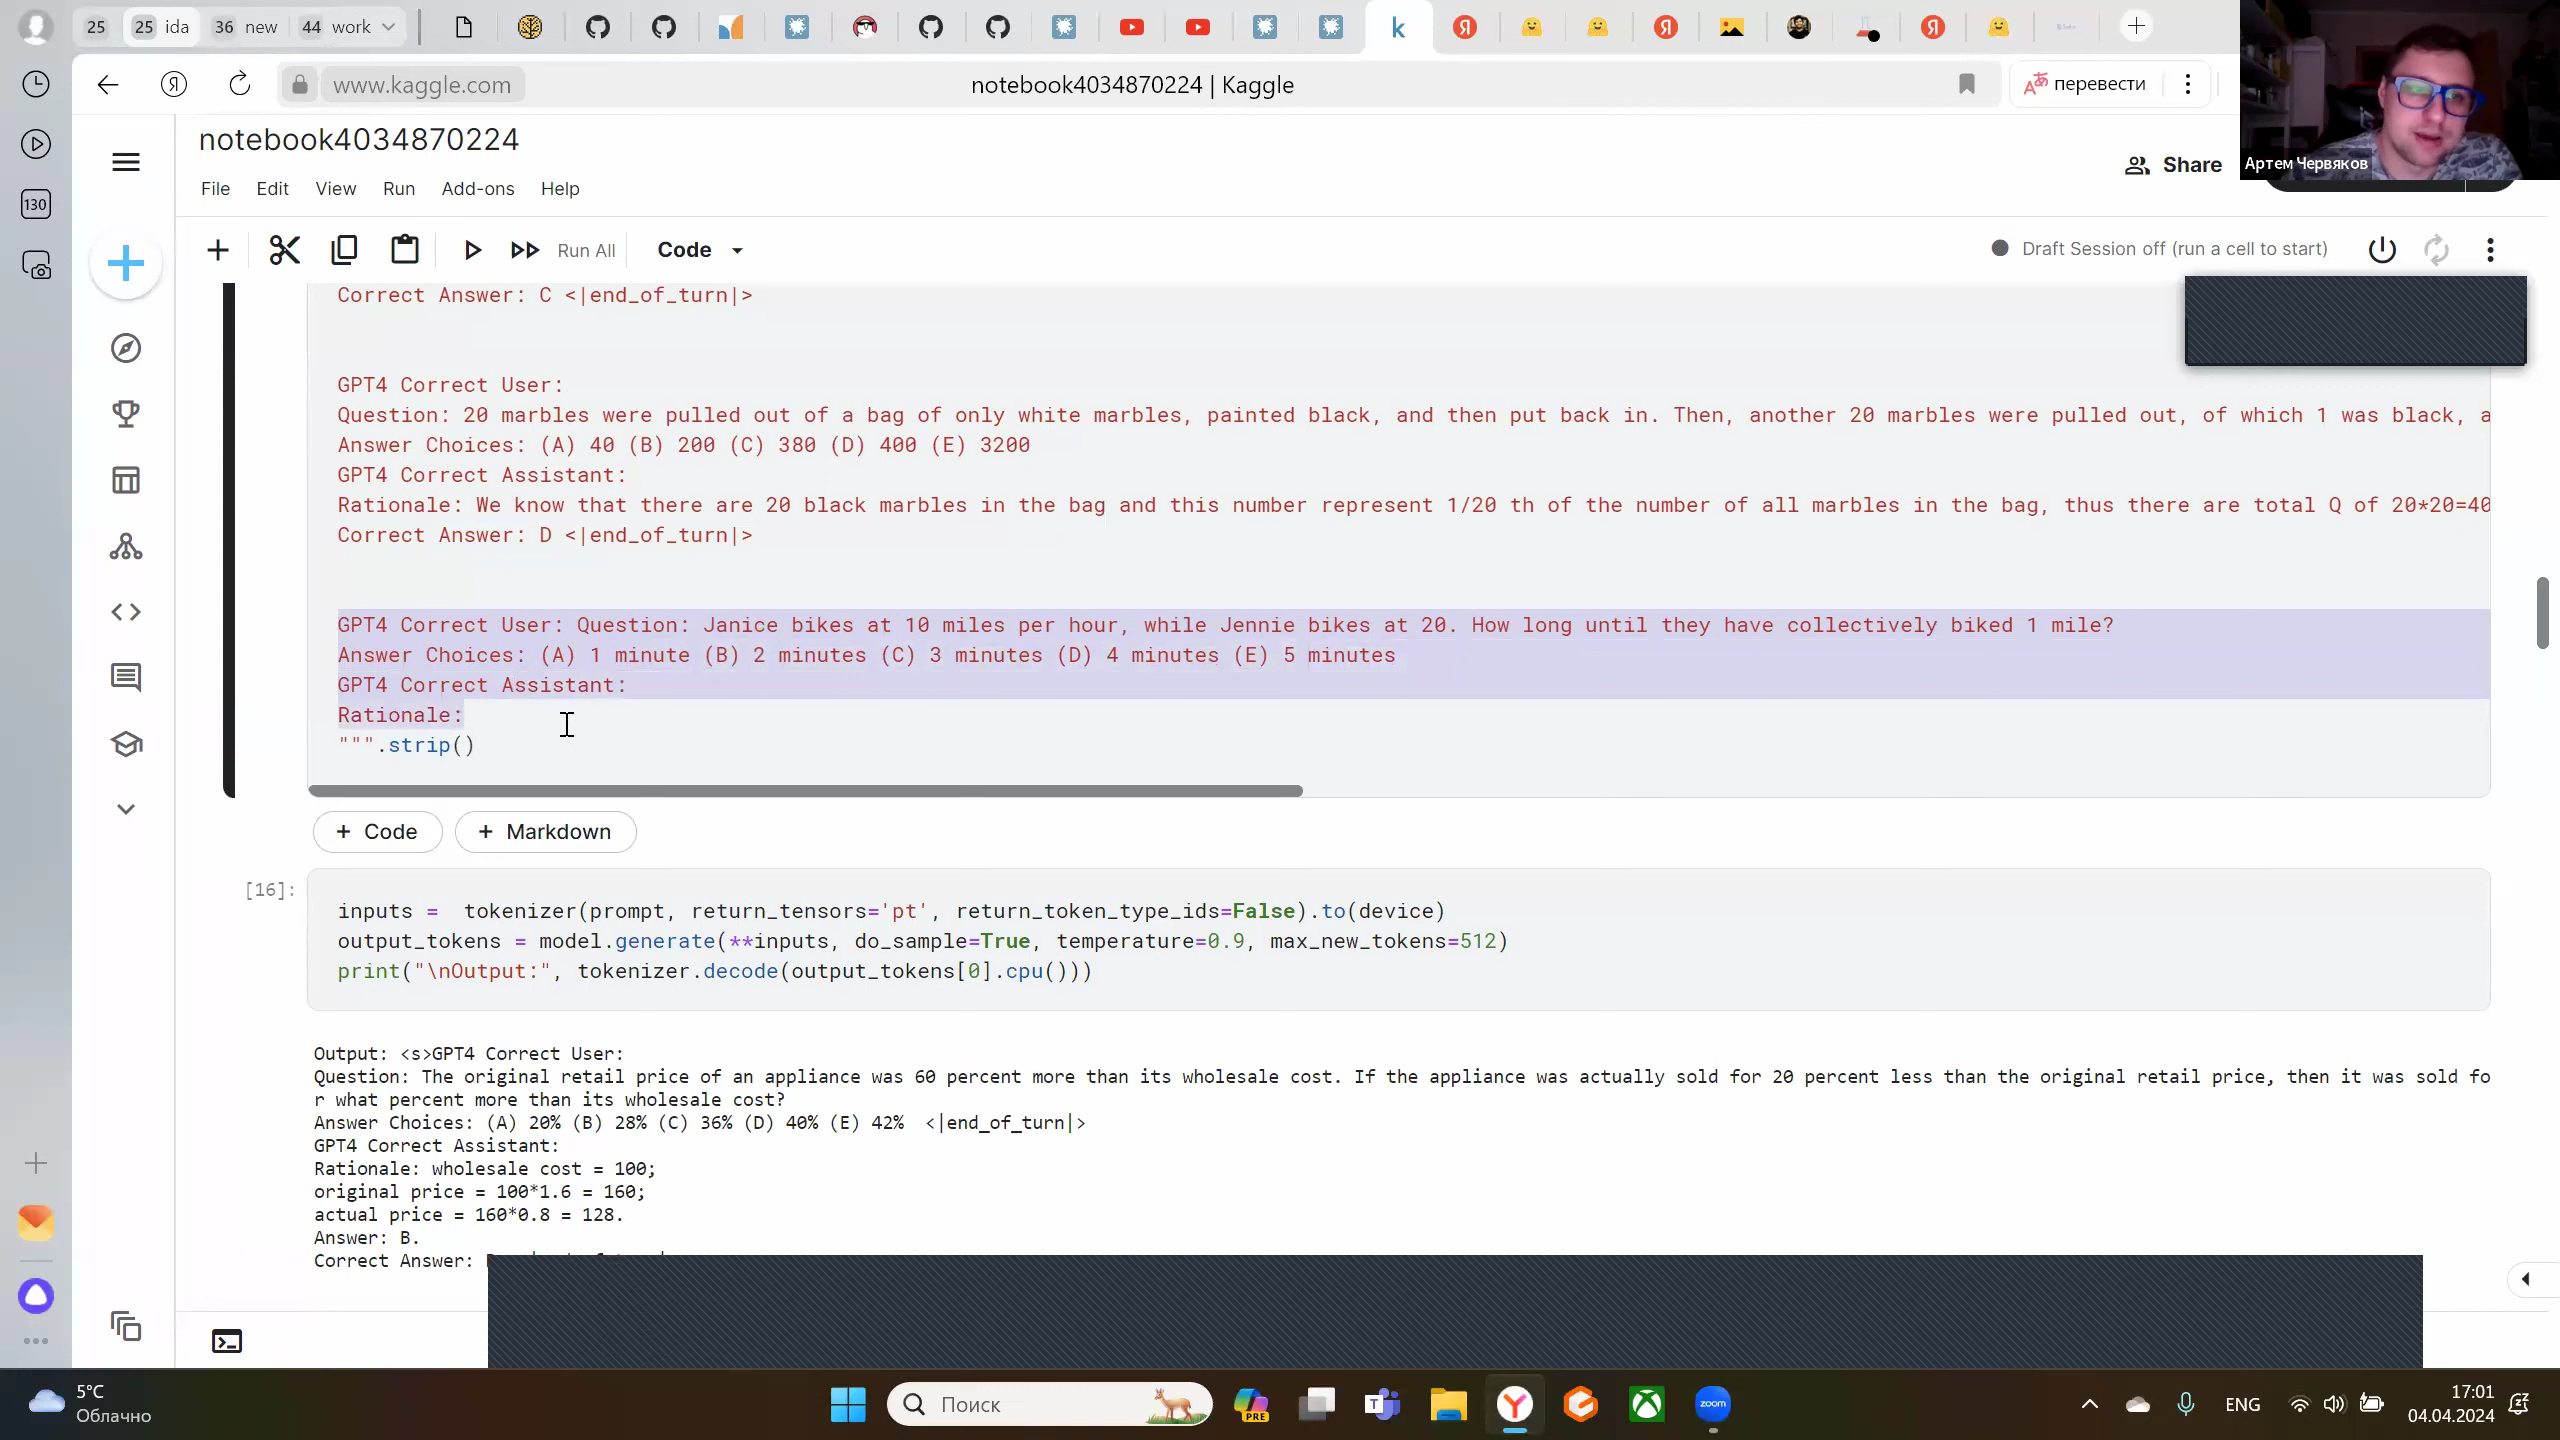 25
25 ida
36 new
44 work
www.kaggle.com
notebook4034870224 | Kaggle
перевести
130
notebook4034870224
File Edit View Run Add-ons Help
Share
Артем Червяков
Run All
Code
Draft Session off (run a cell to start)
Correct Answer: C <|end_of_turn|>
GPT4 Correct User:
Question: 20 marbles were pulled out of a bag of only white marbles, painted black, and then put back in. Then, another 20 marbles were pulled out, of which 1 was black, a
Answer Choices: (A) 40 (B) 200 (C) 380 (D) 400 (E) 3200
GPT4 Correct Assistant:
Rationale: We know that there are 20 black marbles in the bag and this number represent 1/20 th of the number of all marbles in the bag, thus there are total Q of 20*20=40
Correct Answer: D <|end_of_turn|>
GPT4 Correct User: Question: Janice bikes at 10 miles per hour, while Jennie bikes at 20. How long until they have collectively biked 1 mile?
Answer Choices: (A) 1 minute (B) 2 minutes (C) 3 minutes (D) 4 minutes (E) 5 minutes
GPT4 Correct Assistant:
Rationale:
""".strip()
+ Code
+ Markdown
[16]:
inputs =  tokenizer(prompt, return_tensors='pt', return_token_type_ids=False).to(device)
output_tokens = model.generate(**inputs, do_sample=True, temperature=0.9, max_new_tokens=512)
print("\nOutput:", tokenizer.decode(output_tokens[0].cpu()))
Output: <s>GPT4 Correct User:
Question: The original retail price of an appliance was 60 percent more than its wholesale cost. If the appliance was actually sold for 20 percent less than the original retail price, then it was sold fo
r what percent more than its wholesale cost?
Answer Choices: (A) 20% (B) 28% (C) 36% (D) 40% (E) 42%  <|end_of_turn|>
GPT4 Correct Assistant:
Rationale: wholesale cost = 100;
original price = 100*1.6 = 160;
actual price = 160*0.8 = 128.
Answer: B.
Correct Answer:
5°C
Облачно
Поиск
PRE
zoom
ENG
17:01
04.04.2024